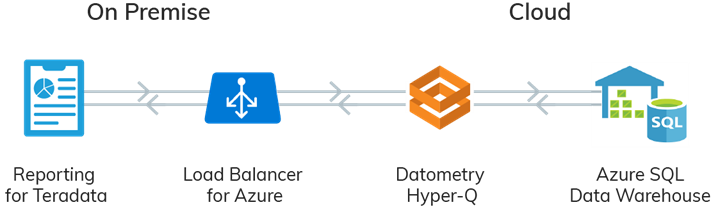 On Premise
Cloud
SQL
Reporting
for Teradata
Load Balancer
for Azure
Datometry
Hyper-Q
Azure SQL
Data Warehouse